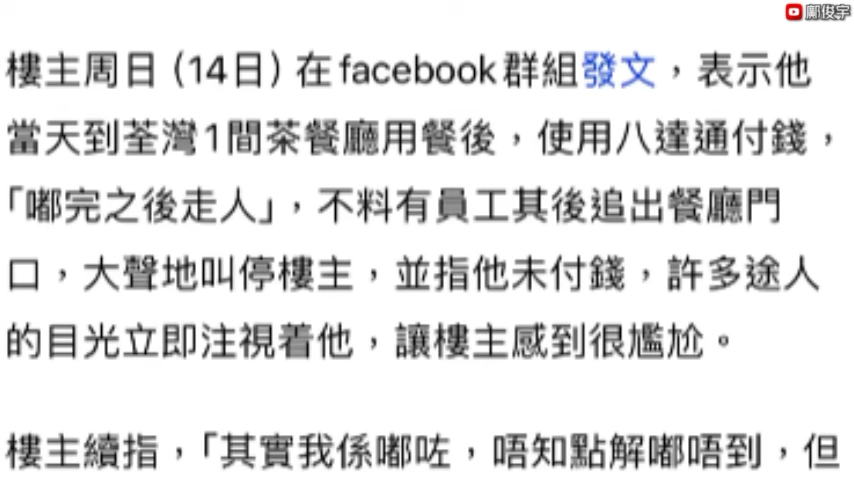 鄺俊宇
樓主周日（14日）在facebook群組發文，表示他
當天到荃灣1間茶餐廳用餐後，使用八達通付錢，
「嘟完之後走人」，不料有員工其後追出餐廳門
口，大聲地叫停樓主，並指他未付錢，許多途人
的目光立即注視着他，讓樓主感到很尷尬。
樓主續指，「其實我係嘟咗，唔知點解嘟唔到，但